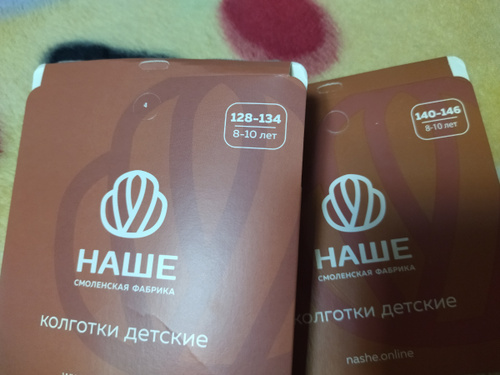 4
128-134
8-10 лет
НАШЕ
СМОЛЕНСКАЯ ФАБРИКА
колготки детские
140-146
8-10 лет
НАШЕ
СМОЛЕНСКАЯ ФАБРИКА
колготки детские
nashe.online